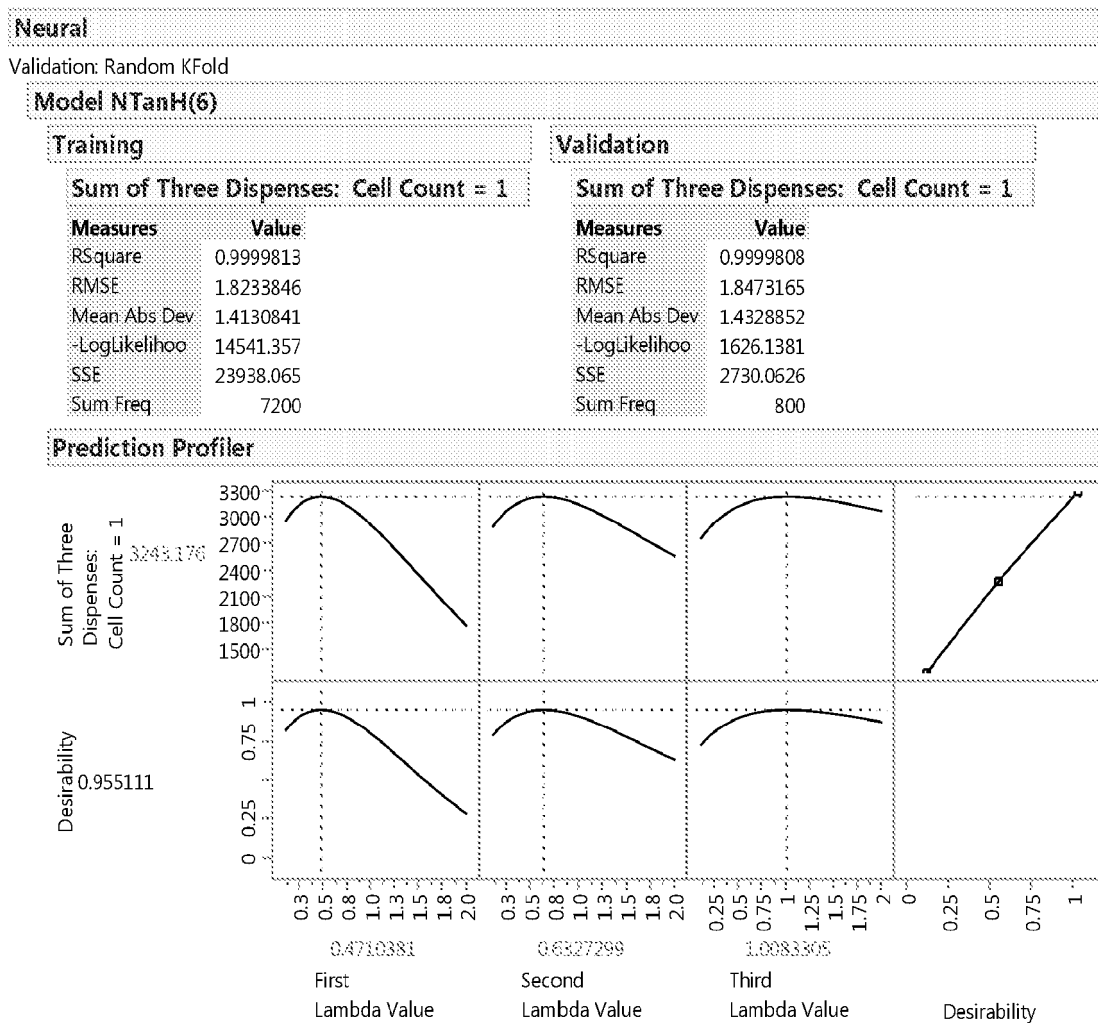 Neural
Validation: Random KFold
Model NTanH(6)
Training
Sum of Three Dispenses: Cell Count = 1
Measures Value
RSquare 0.9999813
RMSE 1.8233846
Mean Abs Dev 1.4130841
-LogLikelihoo 14541.357
SSE 23938.065
Sum Freq 7200
Validation
Sum of Three Dispenses: Cell Count = 1
Measures Value
RSquare 0.9999808
RMSE 1.8473165
Mean Abs Dev 1.4328852
-LogLikelihoo 1626.1381
SSE 2730.0626
Sum Freq 800
Prediction Profiler
Sum of Three
Dispenses:
Cell Count = 1
3243.176
3300
3000
2700
2400
2100
1800
1500
Desirability
0.955111
1
0.75
0.25
0
0.3 0.5 0.8 1.0 1.3 1.5 1.8 2.0
0.3 0.5 0.8 1.0 1.3 1.5 1.8 2.0
0.25 0.5 0.75 1 1.25 1.5 1.75 2
0 0.25 0.5 0.75 1
0.4710381
First
Lambda Value
0.6327299
Second
Lambda Value
1.0083305
Third
Lambda Value
Desirability